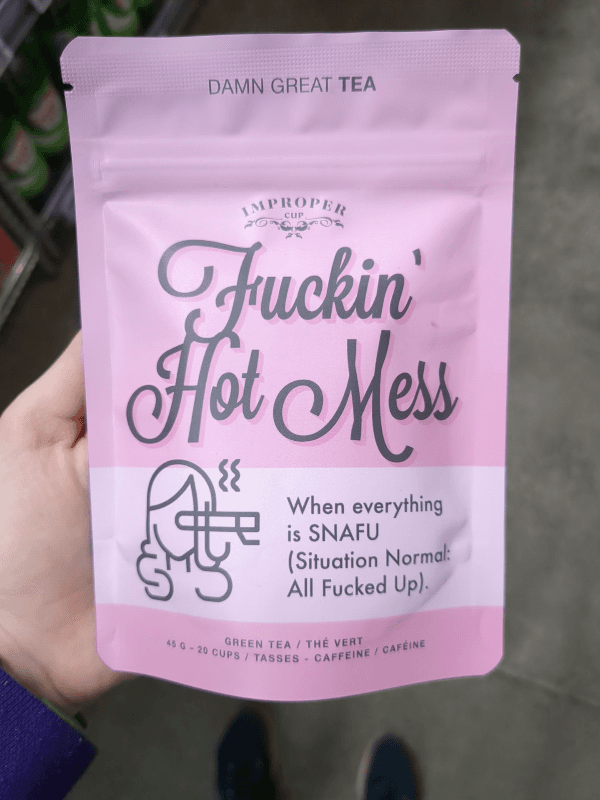 DAMN GREAT TEA
IMPROPER
CUP
Fuckin'
Hot Mess
When everything
is SNAFU
(Situation Normal:
All Fucked Up).
GREEN TEA / THÉ VERT
45 G - 20 CUPS / TASSES - CAFFEINE / CAFÉINE